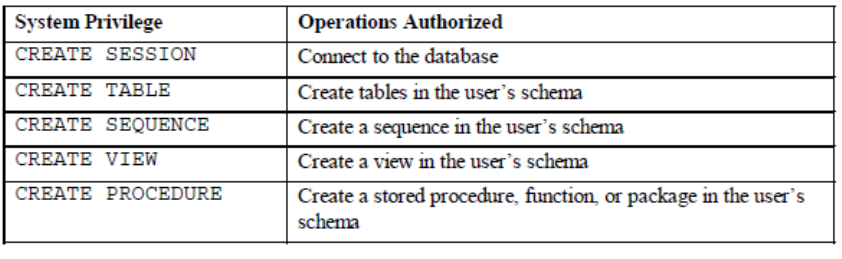 System Privilege Operations Authorized
CREATE SESSION Connect to the database
CREATE TABLE Create tables in the user's schema
CREATE SEQUENCE Create a sequence in the user's schema
CREATE VIEW Create a view in the user's schema
CREATE PROCEDURE Create a stored procedure, function, or package in the user's
schema